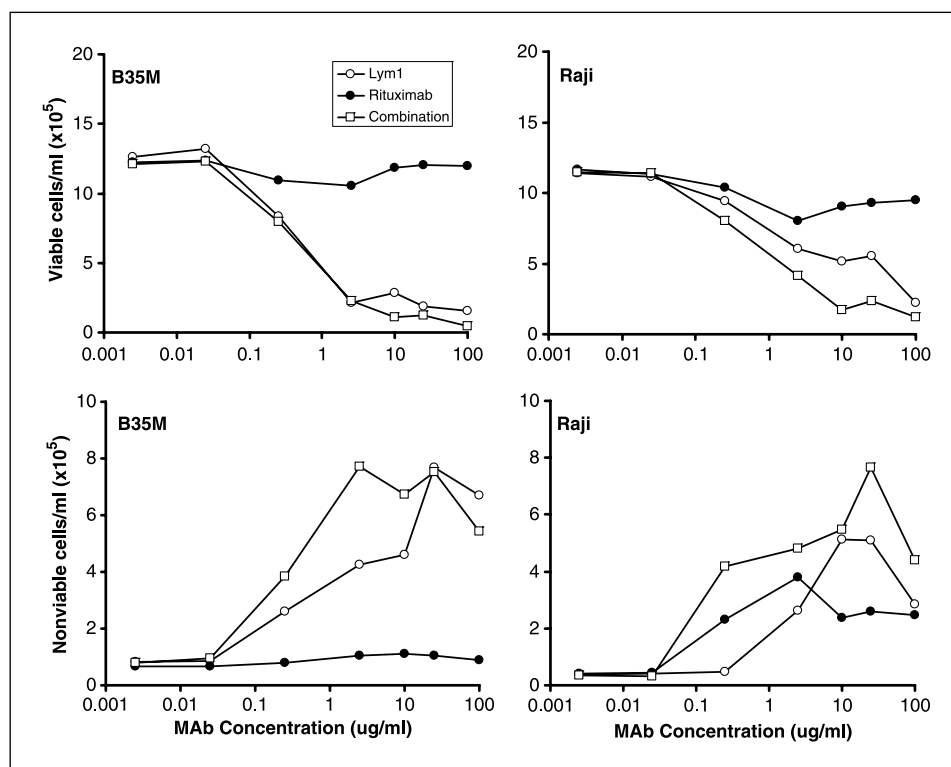 B35M
Lym1
Rituximab
Combination
Viable cells/ml (x10⁵)
20
15
10
5
0
0.001 0.01 0.1 1 10 100
Raji
20
15
10
5
0
0.001 0.01 0.1 1 10 100
B35M
Nonviable cells/ml (x10⁵)
10
8
6
4
2
0
0.001 0.01 0.1 1 10 100
MAb Concentration (ug/ml)
Raji
10
8
6
4
2
0
0.001 0.01 0.1 1 10 100
MAb Concentration (ug/ml)